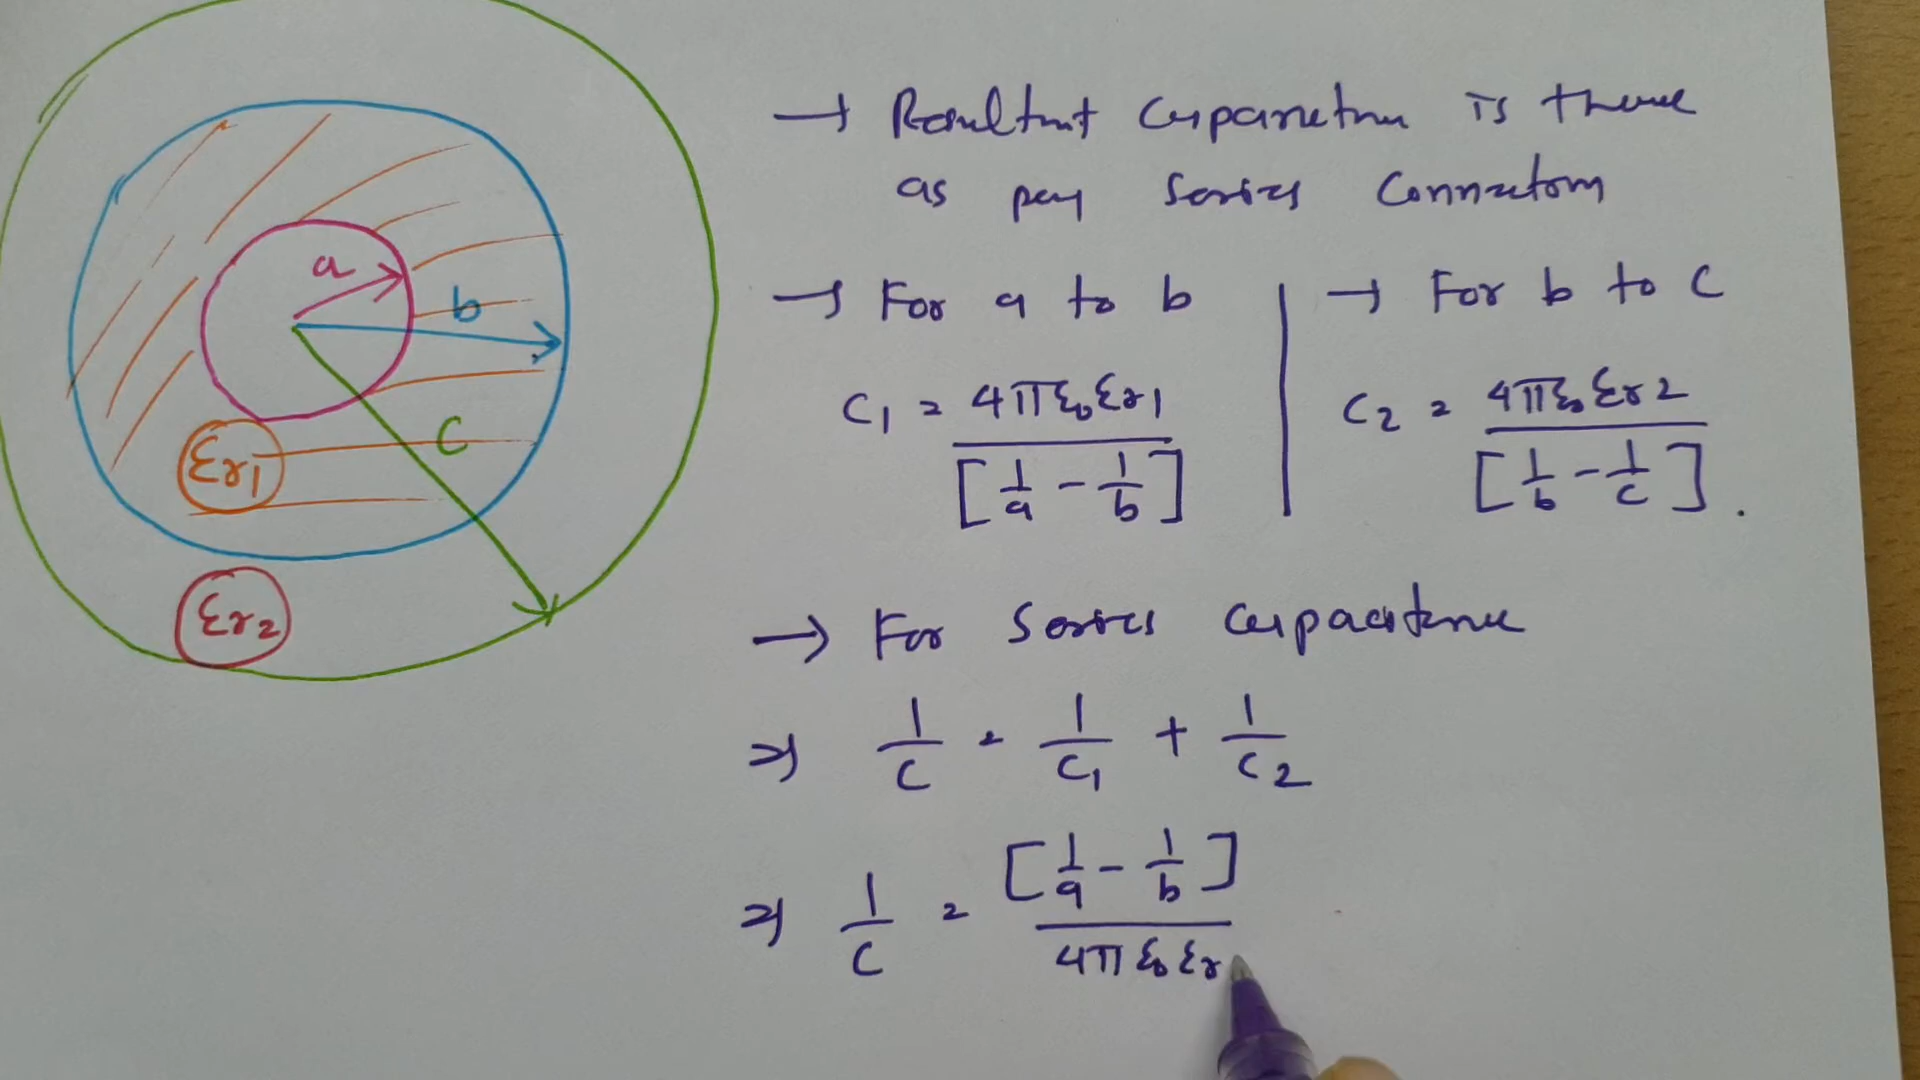 a
b
c
εr1
εr2
→ Resultant Capacitance is there
as per Series Connection
→ For a to b
C1 = 4πε0εr1 / [1/a - 1/b]
→ For b to c
C2 = 4πε0εr2 / [1/b - 1/c] .
→ For Series Capacitance
⇒ 1/C = 1/C1 + 1/C2
⇒ 1/C = [1/a - 1/b] / 4πε0εr